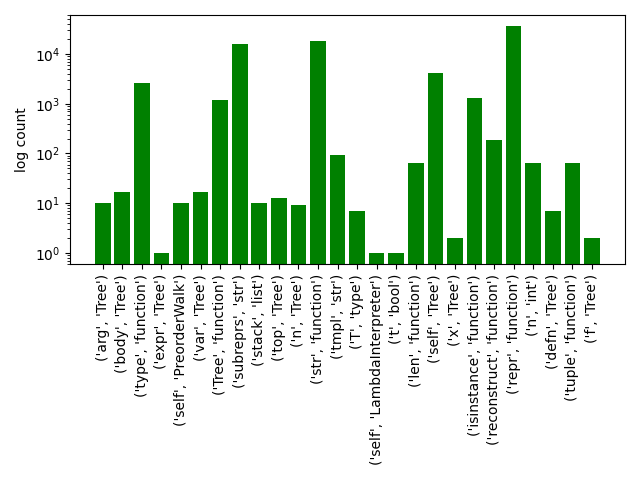 log count
10⁴
10³
10²
10¹
10⁰
('arg', 'Tree')
('body', 'Tree')
('type', 'function')
('expr', 'Tree')
('self', 'PreorderWalk')
('var', 'Tree')
('Tree', 'function')
('subreprs', 'str')
('stack', 'list')
('top', 'Tree')
('n', 'Tree')
('str', 'function')
('tmpl', 'str')
('T', 'type')
('self', 'LambdaInterpreter')
('t', 'bool')
('len', 'function')
('self', 'Tree')
('x', 'Tree')
('isinstance', 'function')
('reconstruct', 'function')
('repr', 'function')
('n', 'int')
('defn', 'Tree')
('tuple', 'function')
('f', 'Tree')